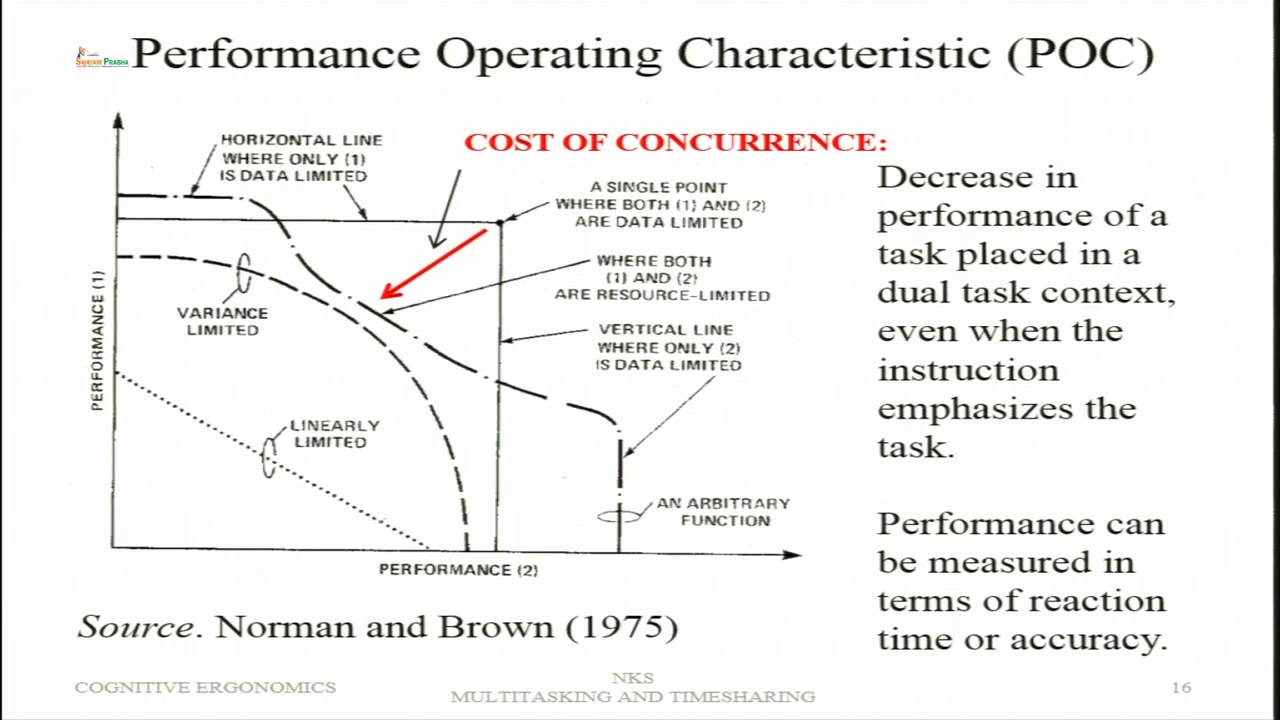 SWAYAM PRABHA
Performance Operating Characteristic (POC)
HORIZONTAL LINE
WHERE ONLY (1)
IS DATA LIMITED
COST OF CONCURRENCE:
A SINGLE POINT
WHERE BOTH (1) AND (2)
ARE DATA LIMITED
WHERE BOTH
(1) AND (2)
ARE RESOURCE-LIMITED
VARIANCE
LIMITED
VERTICAL LINE
WHERE ONLY (2)
IS DATA LIMITED
LINEARLY
LIMITED
AN ARBITRARY
FUNCTION
PERFORMANCE (1)
PERFORMANCE (2)
Decrease in
performance of a
task placed in a
dual task context,
even when the
instruction
emphasizes the
task.
Performance can
be measured in
terms of reaction
time or accuracy.
Source. Norman and Brown (1975)
COGNITIVE ERGONOMICS
NKS
MULTITASKING AND TIMESHARING
16